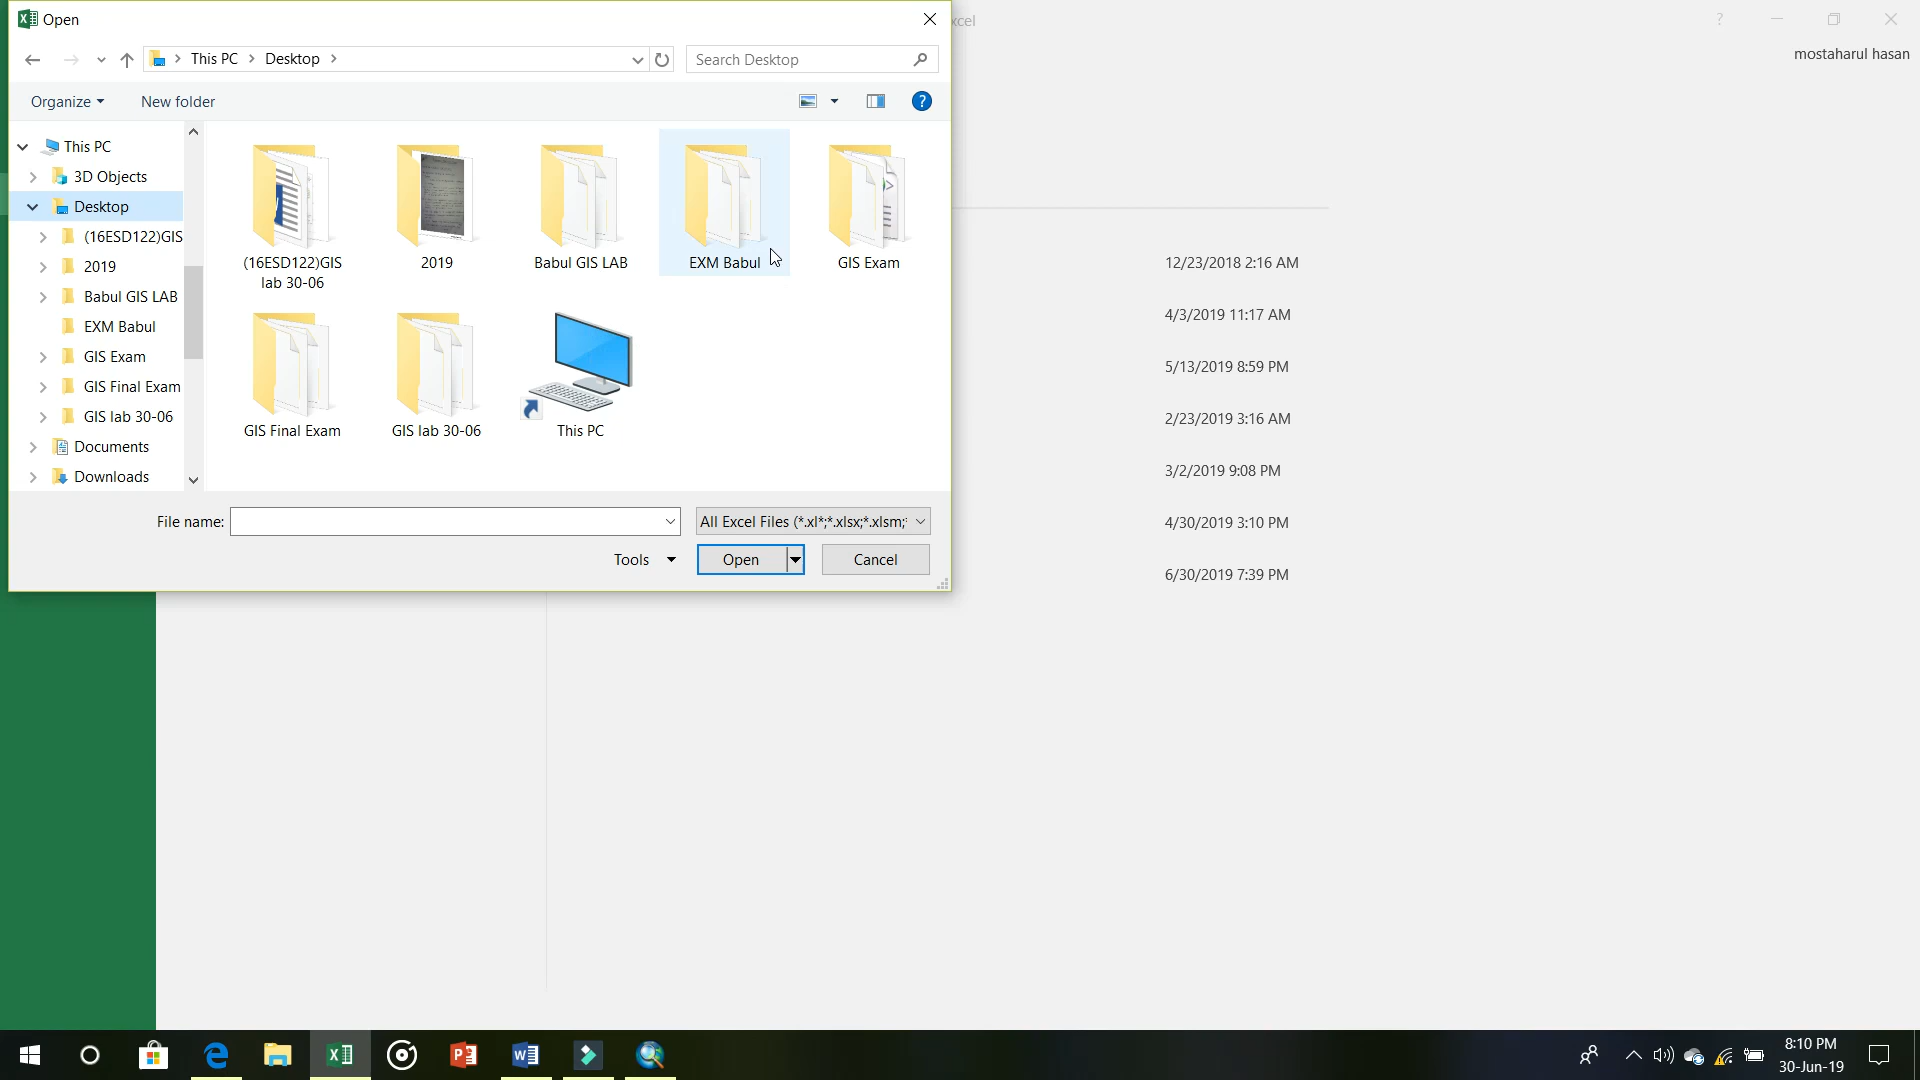 Open
xcel
?
mostaharul hasan
This PC
Desktop
Search Desktop
Organize
New folder
?
This PC
3D Objects
Desktop
(16ESD122)GIS
2019
Babul GIS LAB
EXM Babul
GIS Exam
GIS Final Exam
GIS lab 30-06
Documents
Downloads
(16ESD122)GIS
lab 30-06
2019
Babul GIS LAB
EXM Babul
GIS Exam
GIS Final Exam
GIS lab 30-06
This PC
12/23/2018 2:16 AM
4/3/2019 11:17 AM
5/13/2019 8:59 PM
2/23/2019 3:16 AM
3/2/2019 9:08 PM
4/30/2019 3:10 PM
6/30/2019 7:39 PM
File name:
All Excel Files (*.xl*;*.xlsx;*.xlsm;
Tools
Open
Cancel
8:10 PM
30-Jun-19